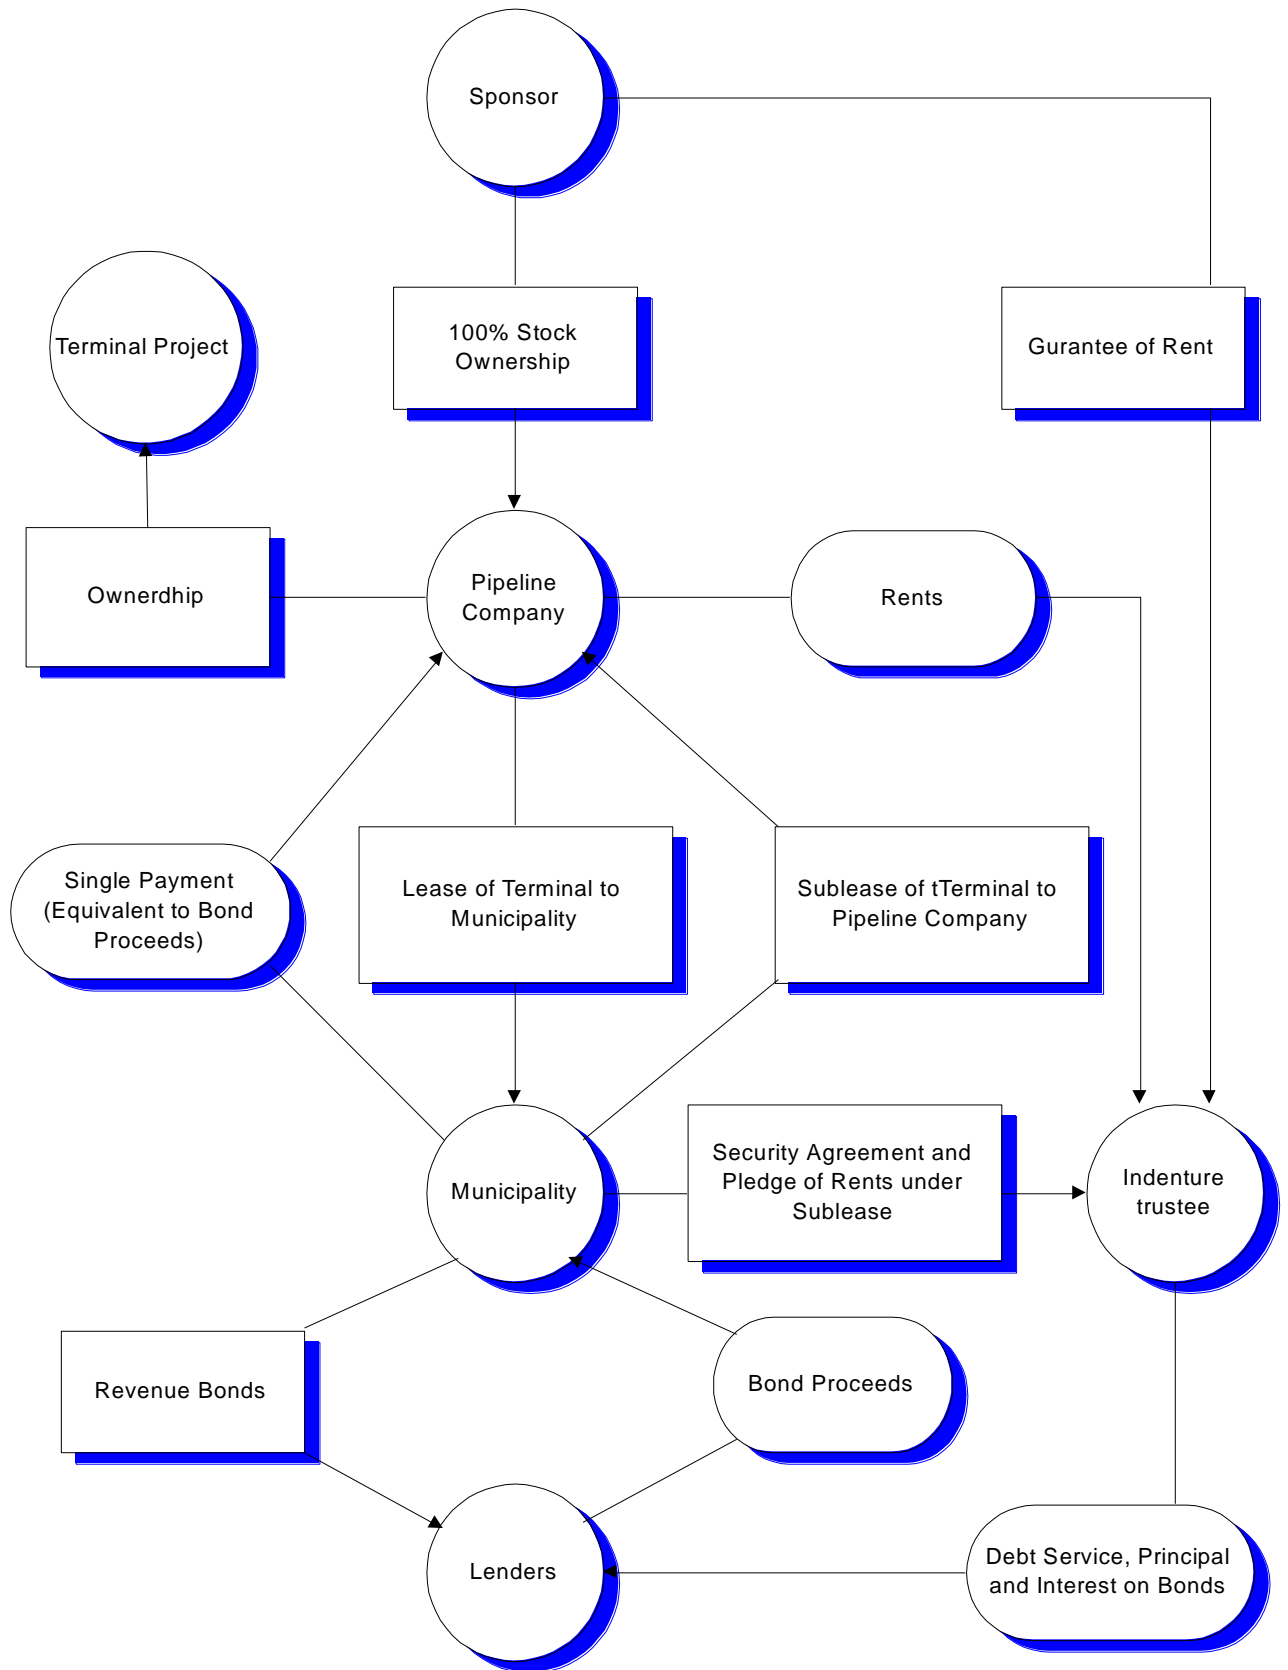 Sponsor
100% Stock
Ownership
Gurantee of Rent
Terminal Project
Ownerdhip
Pipeline
Company
Rents
Single Payment
(Equivalent to Bond
Proceeds)
Lease of Terminal to
Municipality
Sublease of tTerminal to
Pipeline Company
Municipality
Security Agreement and
Pledge of Rents under
Sublease
Indenture
trustee
Revenue Bonds
Bond Proceeds
Lenders
Debt Service, Principal
and Interest on Bonds